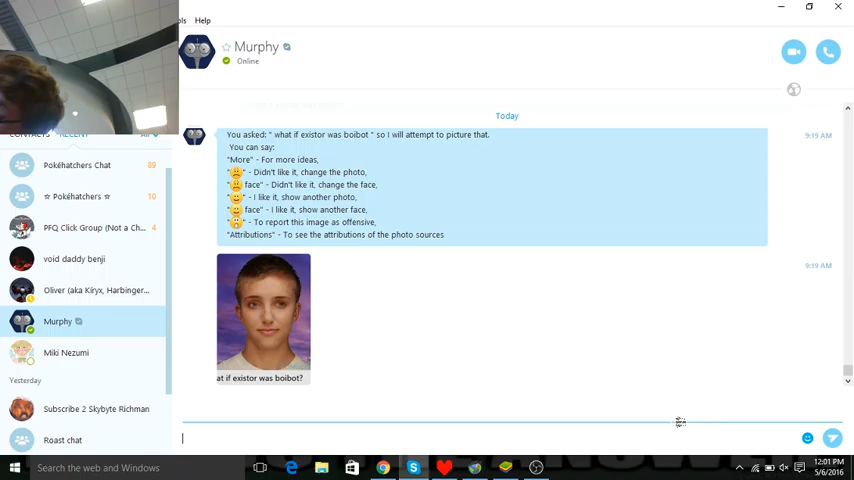 Help
Murphy
Online
CONTACTS RECENT All
Today
You asked: " what if existor was boibot " so I will attempt to picture that.
9:19 AM
You can say:
"More" - For more ideas,
"☹" - Didn't like it, change the photo,
"☹ face" - Didn't like it, change the face,
"🙂" - I like it, show another photo,
"🙂 face" - I like it, show another face,
"😮" - To report this image as offensive,
"Attributions" - To see the attributions of the photo sources
9:19 AM
at if existor was boibot?
Pokéhatchers Chat 89
☆ Pokéhatchers ☆ 10
PFQ Click Group (Not a Ch... 4
void daddy benji
Oliver (aka Kíryx, Harbinger...
Murphy
Miki Nezumi
Yesterday
Subscribe 2 Skybyte Richman
Roast chat
Search the web and Windows
12:01 PM
5/6/2016